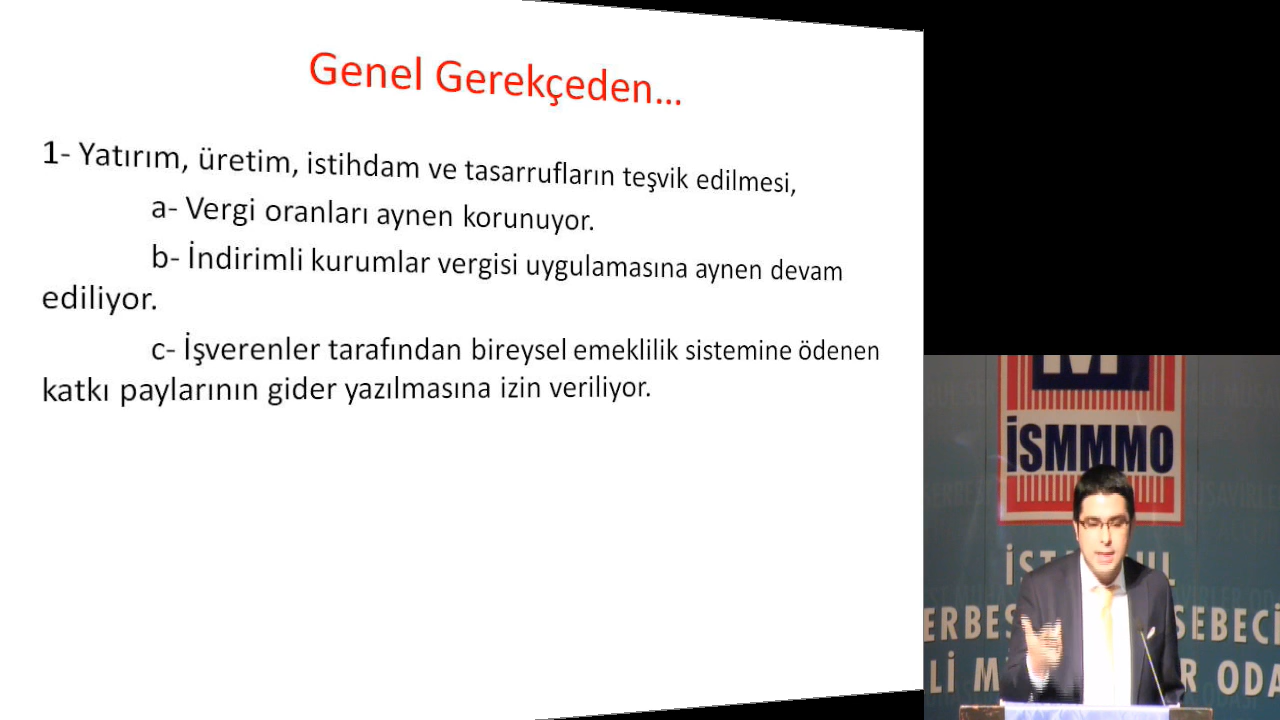 Genel Gerekçeden...
1- Yatırım, üretim, istihdam ve tasarrufların teşvik edilmesi,
a- Vergi oranları aynen korunuyor.
b- İndirimli kurumlar vergisi uygulamasına aynen devam
ediliyor.
c- İşverenler tarafından bireysel emeklilik sistemine ödenen
katkı paylarının gider yazılmasına izin veriliyor.
M
İSMMMO